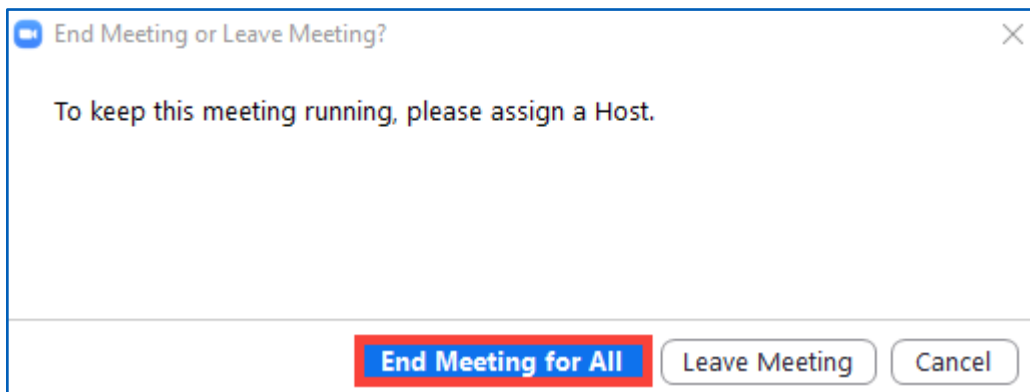 End Meeting or Leave Meeting?
To keep this meeting running, please assign a Host.
End Meeting for All Leave Meeting Cancel